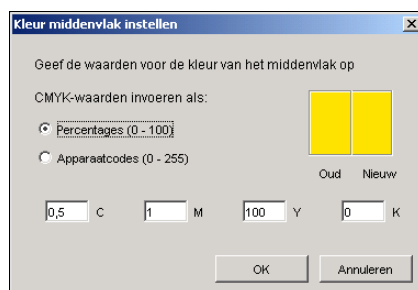 Kleur middenvlak instellen
Geef de waarden voor de kleur van het middenvlak op
CMYK-waarden invoeren als:
Percentages (0 - 100)
Apparaatcodes (0 - 255)
Oud Nieuw
0,5 C 1 M 100 Y 0 K
OK Annuleren